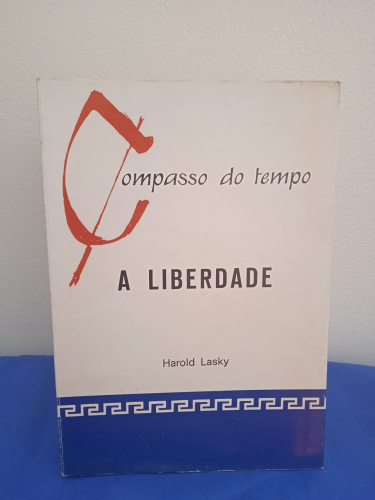 Compasso do tempo
A LIBERDADE
Harold Lasky